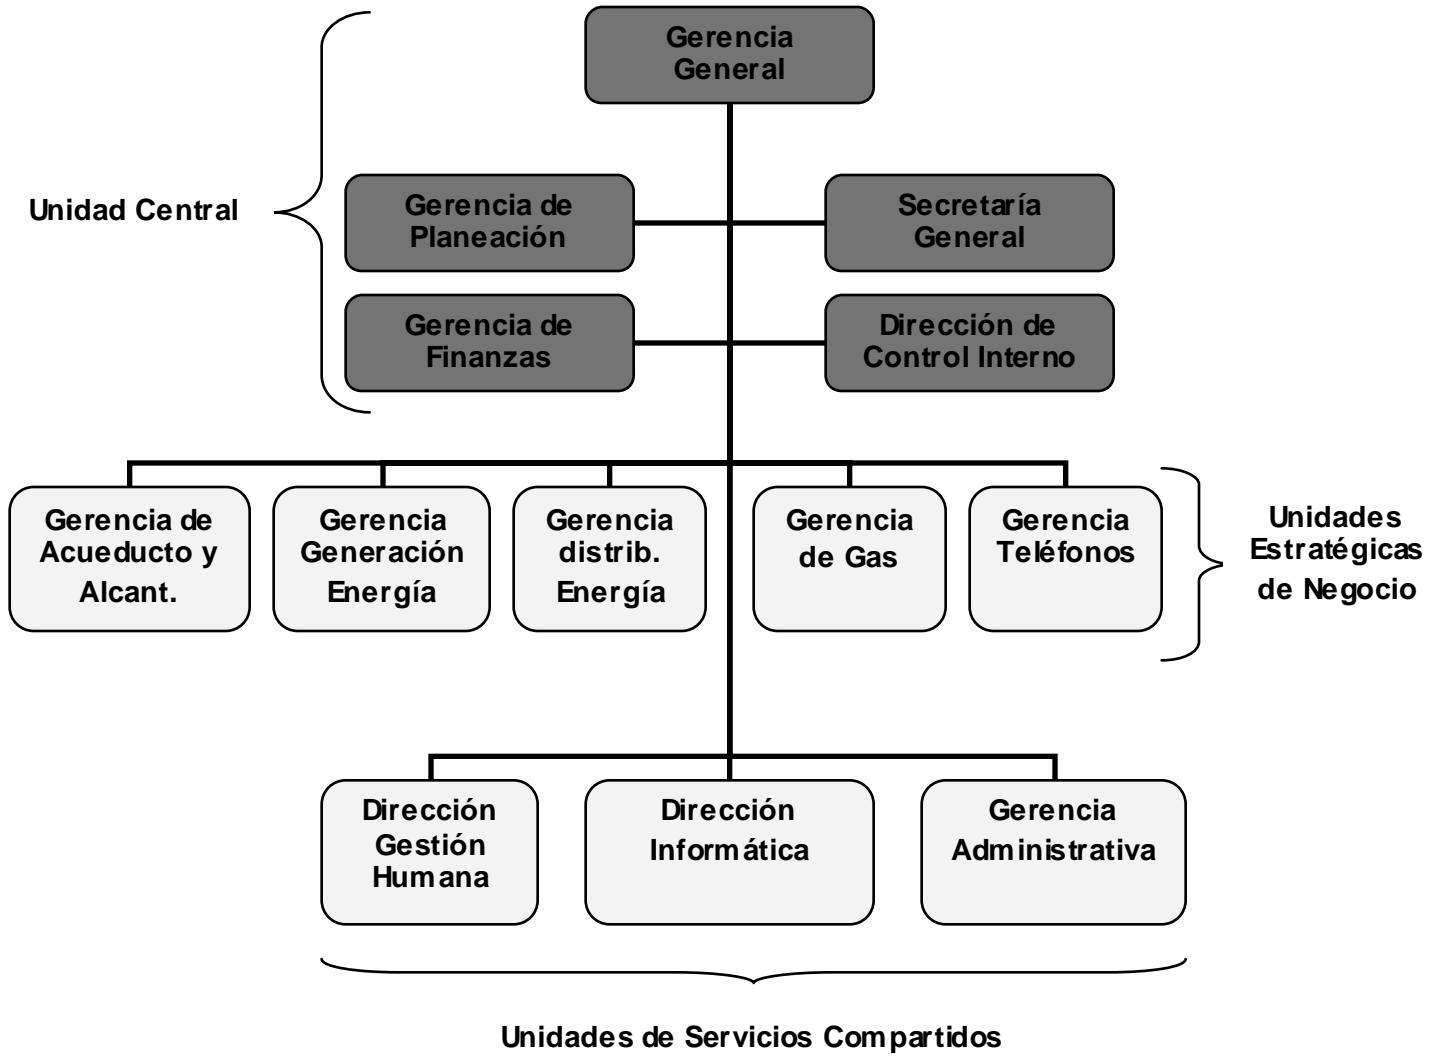 Gerencia
General
Unidad Central
Gerencia de
Planeación
Secretaría
General
Gerencia de
Finanzas
Dirección de
Control Interno
Gerencia de
Acueducto y
Alcant.
Gerencia
Generación
Energía
Gerencia
distrib.
Energía
Gerencia
de Gas
Gerencia
Teléfonos
Unidades
Estratégicas
de Negocio
Dirección
Gestión
Humana
Dirección
Informática
Gerencia
Administrativa
Unidades de Servicios Compartidos